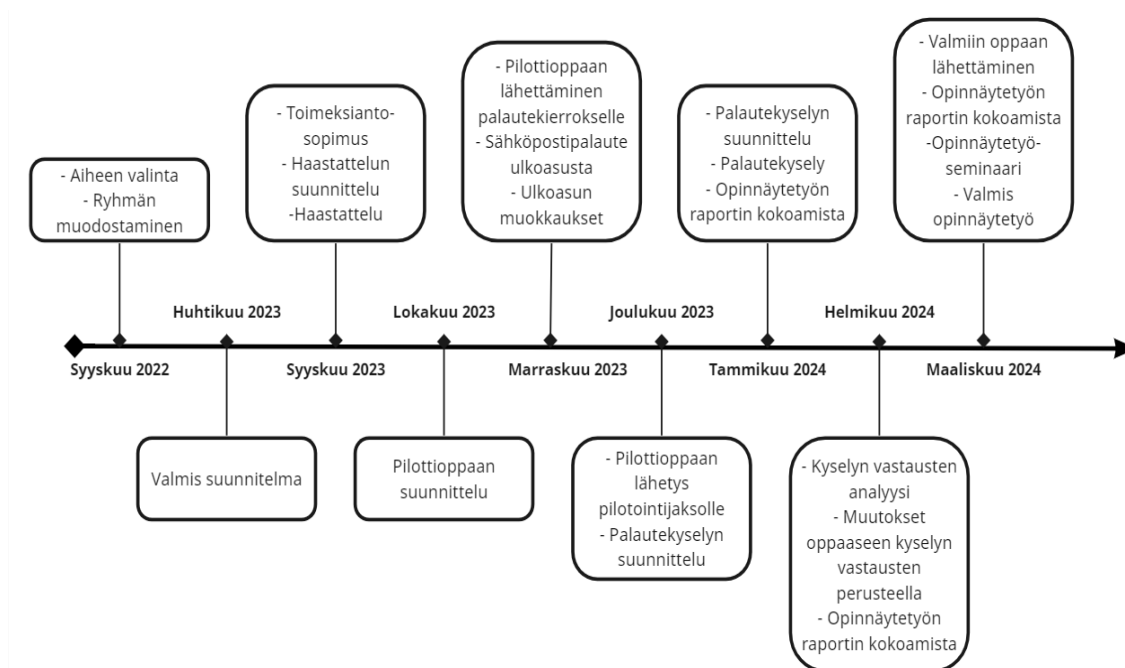 - Aiheen valinta
- Ryhmän
muodostaminen
- Toimeksianto-
sopimus
- Haastattelun
suunnittelu
-Haastattelu
- Pilottioppaan
lähettäminen
palautekierrokselle
- Sähköpostipalaute
ulkoasusta
- Ulkoasun
muokkaukset
- Palautekyselyn
suunnittelu
- Palautekysely
- Opinnäytetyön
raportin kokoamista
- Valmiin oppaan
lähettäminen
- Opinnäytetyön
raportin kokoamista
-Opinnäytetyö-
seminaari
- Valmis
opinnäytetyö
Huhtikuu 2023
Lokakuu 2023
Joulukuu 2023
Helmikuu 2024
Syyskuu 2022
Syyskuu 2023
Marraskuu 2023
Tammikuu 2024
Maaliskuu 2024
Valmis suunnitelma
Pilottioppaan
suunnittelu
- Pilottioppaan
lähetys
pilotointijaksolle
- Palautekyselyn
suunnittelu
- Kyselyn vastausten
analyysi
- Muutokset
oppaaseen kyselyn
vastausten
perusteella
- Opinnäytetyön
raportin kokoamista